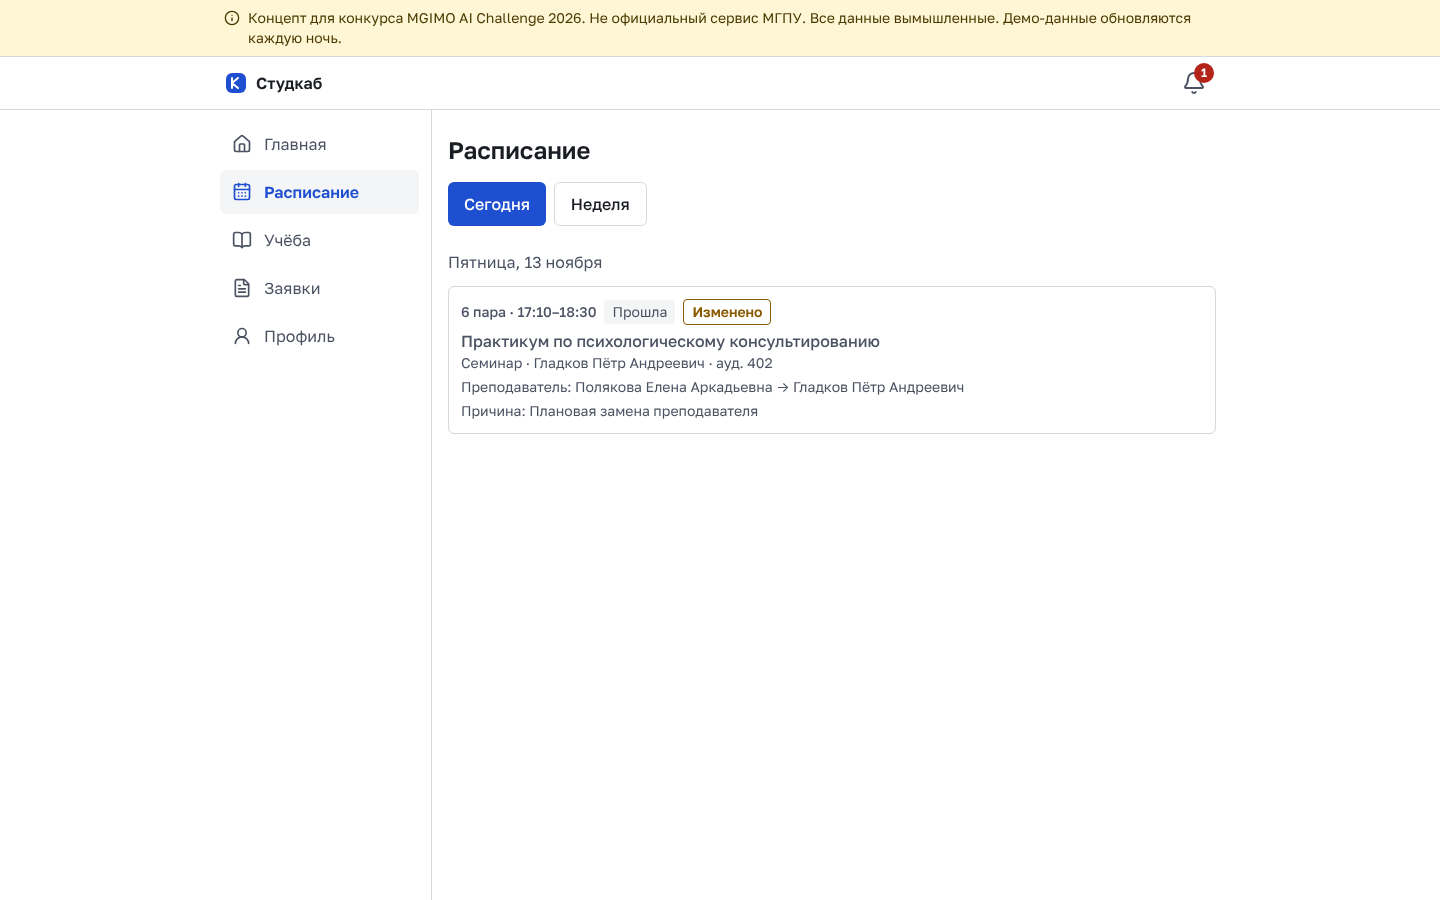 Концепт для конкурса MGIMO AI Challenge 2026. Не официальный сервис МГПУ. Все данные вымышленные. Демо-данные обновляются
каждую ночь.
K Студкаб
1
Главная
Расписание
Учёба
Заявки
Профиль
Расписание
Сегодня Неделя
Пятница, 13 ноября
6 пара · 17:10–18:30 Прошла Изменено
Практикум по психологическому консультированию
Семинар · Гладков Пётр Андреевич · ауд. 402
Преподаватель: Полякова Елена Аркадьевна → Гладков Пётр Андреевич
Причина: Плановая замена преподавателя